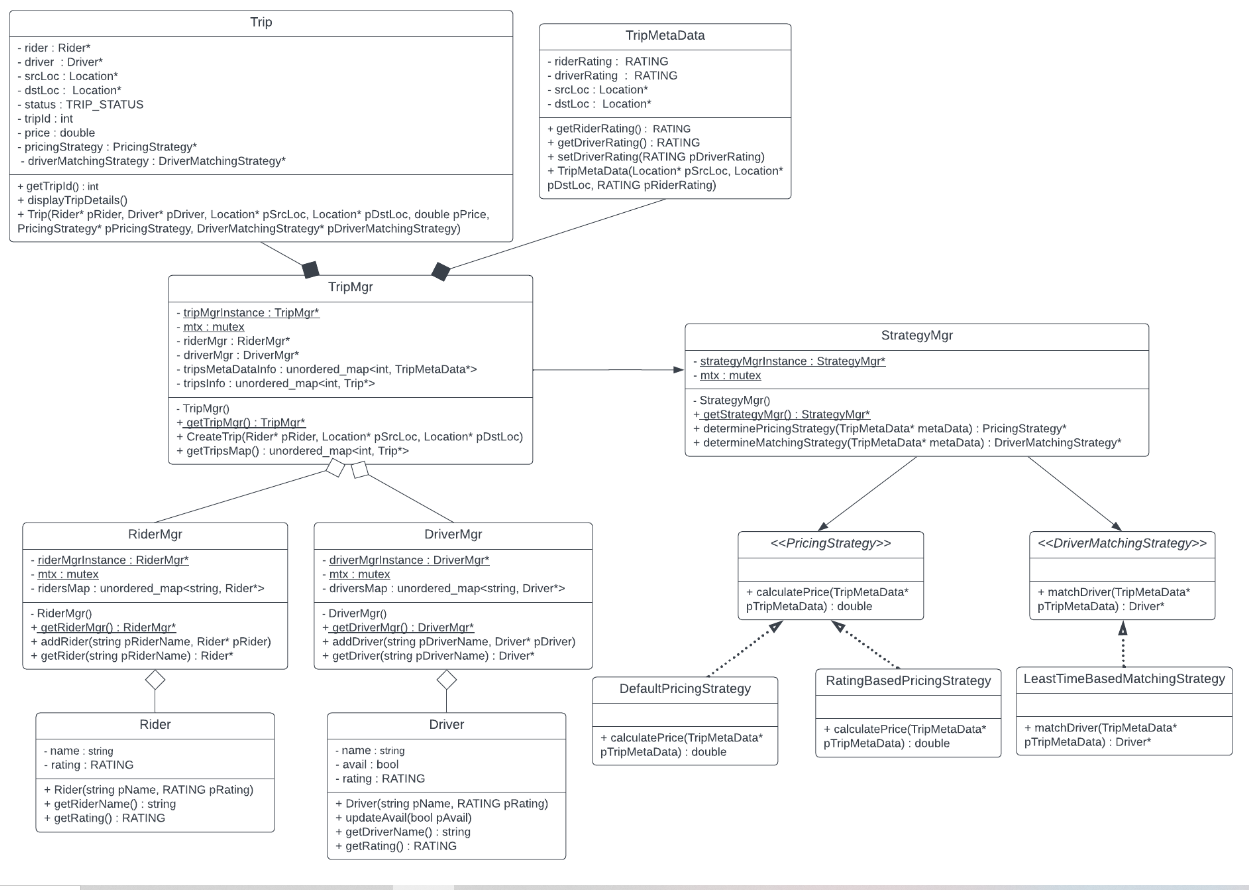 Trip
- rider : Rider*
- driver  : Driver*
- srcLoc : Location*
- dstLoc :  Location*
- status : TRIP_STATUS
- tripId : int
- price : double
- pricingStrategy : PricingStrategy*
- driverMatchingStrategy : DriverMatchingStrategy*
+ getTripId() : int
+ displayTripDetails()
+ Trip(Rider* pRider, Driver* pDriver, Location* pSrcLoc, Location* pDstLoc, double pPrice,
PricingStrategy* pPricingStrategy, DriverMatchingStrategy* pDriverMatchingStrategy)
TripMetaData
- riderRating :  RATING
- driverRating  :  RATING
- srcLoc : Location*
- dstLoc :  Location*
+ getRiderRating() :  RATING
+ getDriverRating() : RATING
+ setDriverRating(RATING pDriverRating)
+ TripMetaData(Location* pSrcLoc, Location*
pDstLoc, RATING pRiderRating)
TripMgr
- tripMgrInstance : TripMgr*
- mtx : mutex
- riderMgr : RiderMgr*
- driverMgr : DriverMgr*
- tripsMetaDataInfo : unordered_map<int, TripMetaData*>
- tripsInfo : unordered_map<int, Trip*>
- TripMgr()
+ getTripMgr() : TripMgr*
+ CreateTrip(Rider* pRider, Location* pSrcLoc, Location* pDstLoc)
+ getTripsMap() : unordered_map<int, Trip*>
StrategyMgr
- strategyMgrInstance : StrategyMgr*
- mtx : mutex
- StrategyMgr()
+ getStrategyMgr() : StrategyMgr*
+ determinePricingStrategy(TripMetaData* metaData) : PricingStrategy*
+ determineMatchingStrategy(TripMetaData* metaData) : DriverMatchingStrategy*
RiderMgr
- riderMgrInstance : RiderMgr*
- mtx : mutex
- ridersMap : unordered_map<string, Rider*>
- RiderMgr()
+ getRiderMgr() : RiderMgr*
+ addRider(string pRiderName, Rider* pRider)
+ getRider(string pRiderName) : Rider*
DriverMgr
- driverMgrInstance : DriverMgr*
- mtx : mutex
- driversMap : unordered_map<string, Driver*>
- DriverMgr()
+ getDriverMgr() : DriverMgr*
+ addDriver(string pDriverName, Driver* pDriver)
+ getDriver(string pDriverName) : Driver*
<<PricingStrategy>>
+ calculatePrice(TripMetaData*
pTripMetaData) : double
<<DriverMatchingStrategy>>
+ matchDriver(TripMetaData*
pTripMetaData) : Driver*
DefaultPricingStrategy
+ calculatePrice(TripMetaData*
pTripMetaData) : double
RatingBasedPricingStrategy
+ calculatePrice(TripMetaData*
pTripMetaData) : double
LeastTimeBasedMatchingStrategy
+ matchDriver(TripMetaData*
pTripMetaData) : Driver*
Rider
- name : string
- rating : RATING
+ Rider(string pName, RATING pRating)
+ getRiderName() : string
+ getRating() : RATING
Driver
- name : string
- avail : bool
- rating : RATING
+ Driver(string pName, RATING pRating)
+ updateAvail(bool pAvail)
+ getDriverName() : string
+ getRating() : RATING